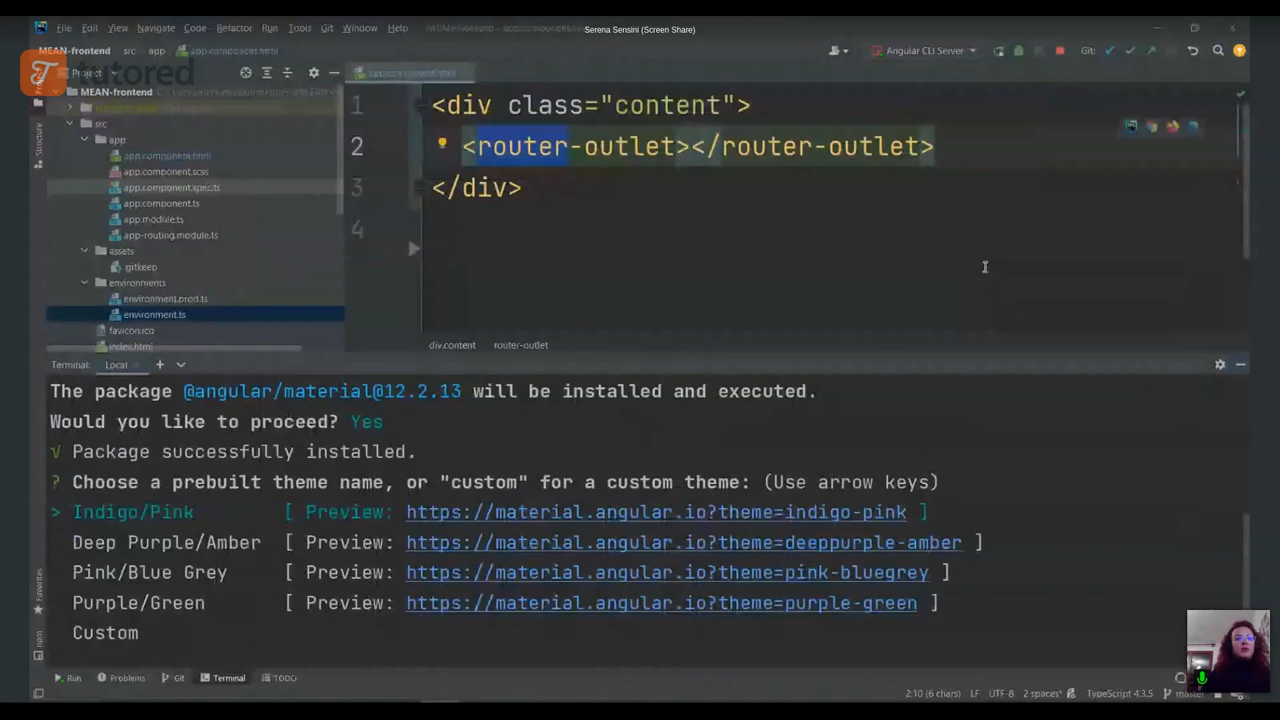 Serena Sensini (Screen Share)
File Edit View Navigate Code Refactor Run Tools Git Window Help
MEAN-frontend src app app.component.html Angular CLI Server Git:
tutored
Project
MEAN-frontend
src
app
app.component.html
app.component.scss
app.component.spec.ts
app.component.ts
app.module.ts
app-routing.module.ts
assets
.gitkeep
environments
environment.prod.ts
environment.ts
favicon.ico
index.html
Structure
Favorites
npm
1 <div class="content">
2 <router-outlet></router-outlet>
3 </div>
4
div.content router-outlet
Terminal: Local
The package @angular/material@12.2.13 will be installed and executed.
Would you like to proceed? Yes
√ Package successfully installed.
? Choose a prebuilt theme name, or "custom" for a custom theme: (Use arrow keys)
> Indigo/Pink [ Preview: https://material.angular.io?theme=indigo-pink ]
Deep Purple/Amber [ Preview: https://material.angular.io?theme=deeppurple-amber ]
Pink/Blue Grey [ Preview: https://material.angular.io?theme=pink-bluegrey ]
Purple/Green [ Preview: https://material.angular.io?theme=purple-green ]
Custom
Run Problems Git Terminal TODO
2:10 (6 chars) LF UTF-8 2 spaces* TypeScript 4.3.5 master